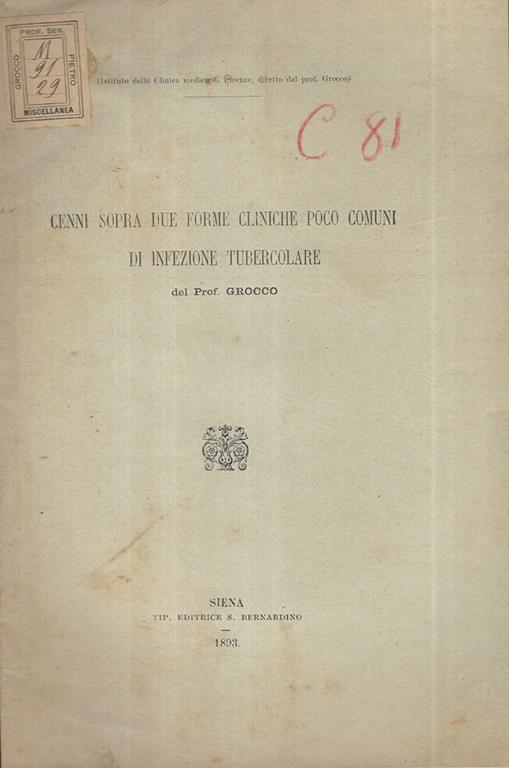 PROF. SEN.
GROCCO
PIETRO
M
91
29
MISCELLANEA
(Istituto della Clinica medica d. Firenze, diretto dal prof. Grocco)
C 81
CENNI SOPRA DUE FORME CLINICHE POCO COMUNI
DI INFEZIONE TUBERCOLARE
del Prof. GROCCO
SIENA
TIP. EDITRICE S. BERNARDINO
1893.